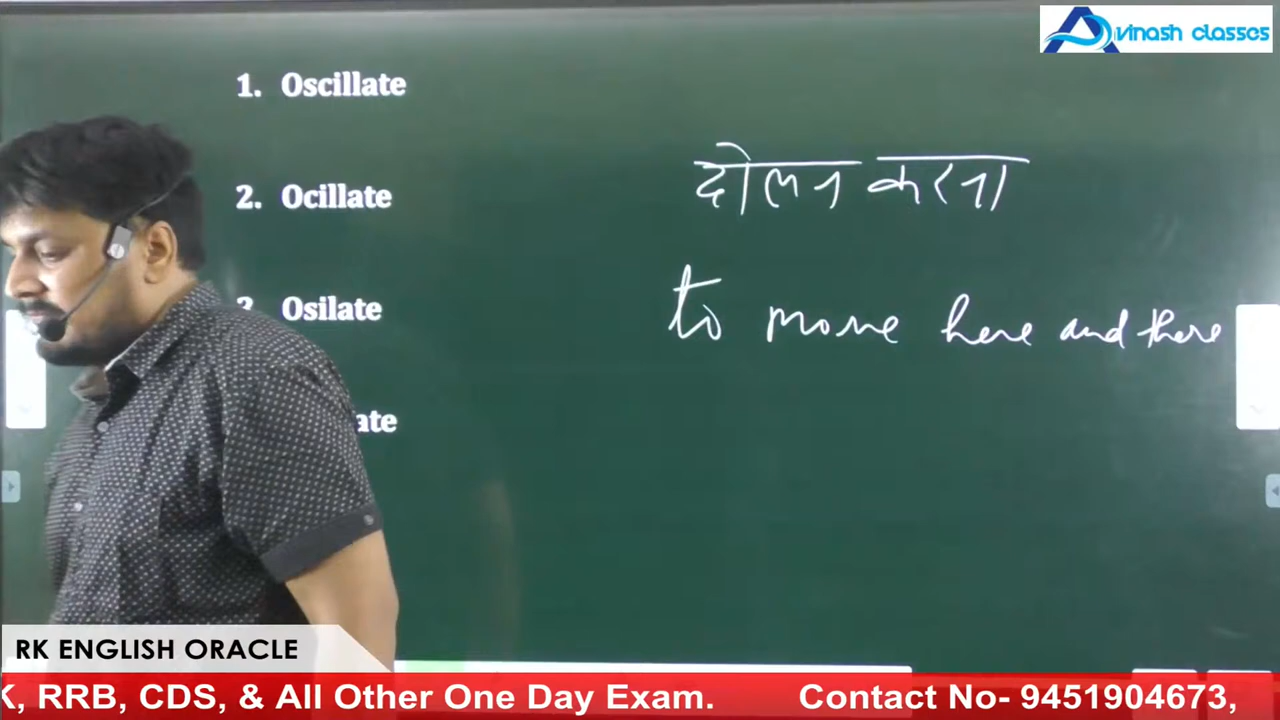 Avinash classes
1. Oscillate
2. Ocillate
दोलन करना
3. Osilate
to move here and there
ate
RK ENGLISH ORACLE
K, RRB, CDS, & All Other One Day Exam. Contact No- 9451904673,